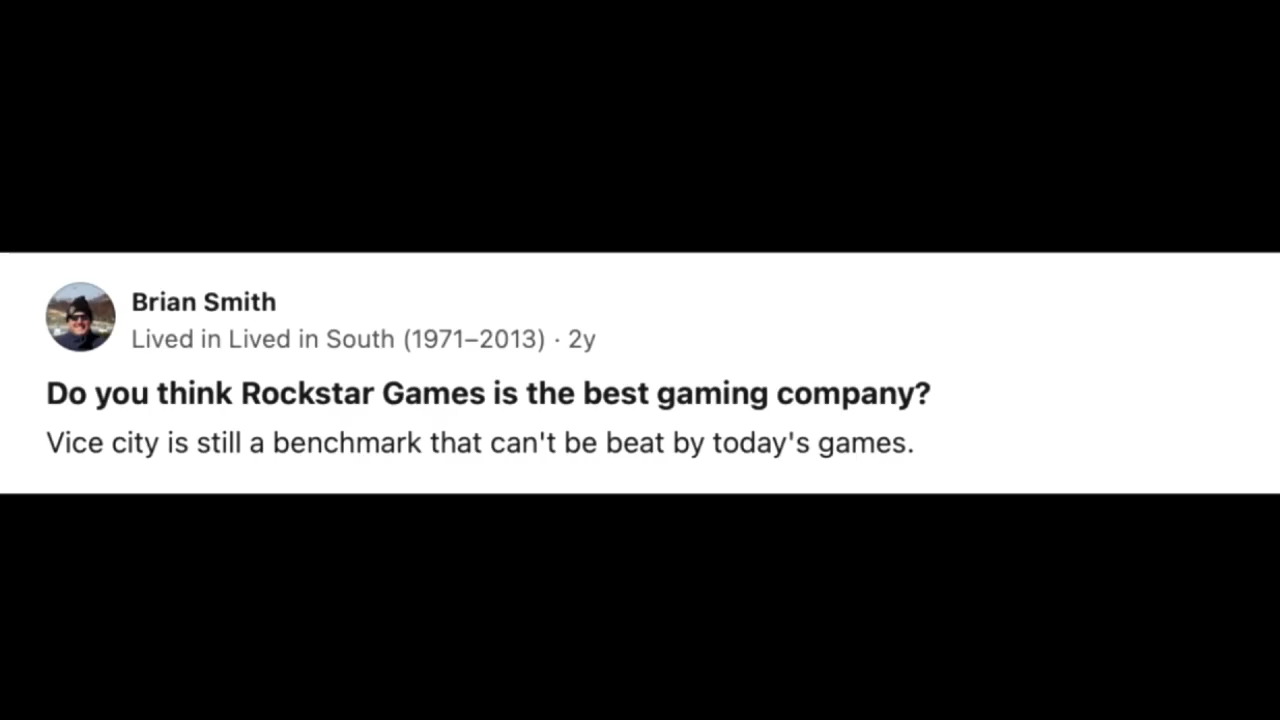 Brian Smith
Lived in Lived in South (1971–2013) · 2y
Do you think Rockstar Games is the best gaming company?
Vice city is still a benchmark that can't be beat by today's games.